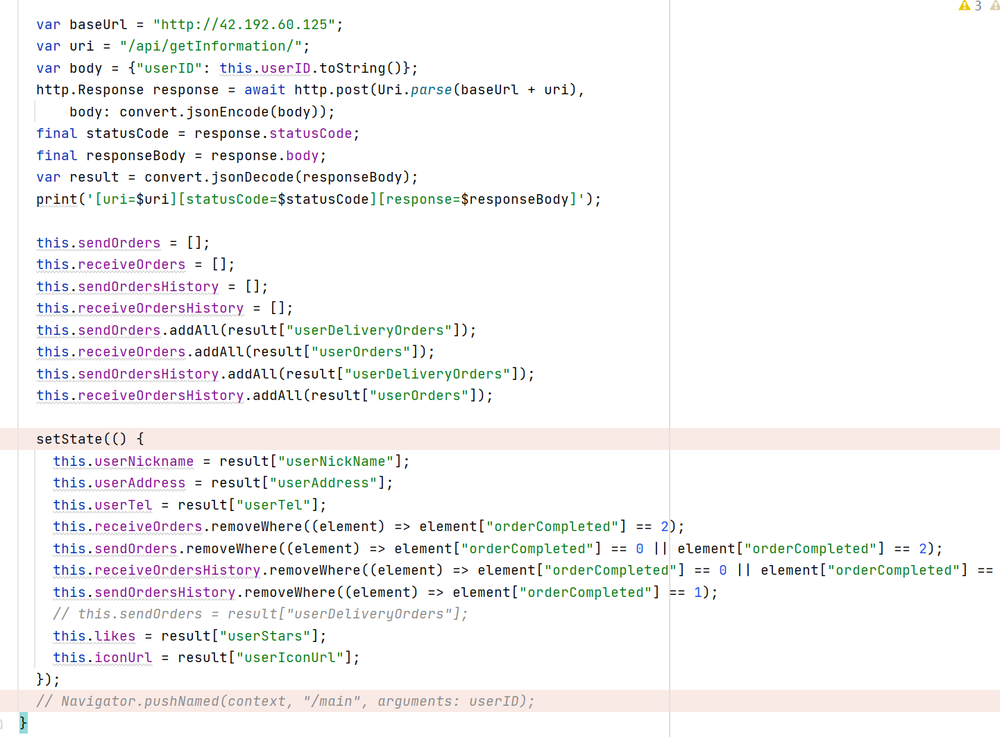 3
var baseUrl = "http://42.192.60.125";
var uri = "/api/getInformation/";
var body = {"userID": this.userID.toString()};
http.Response response = await http.post(Uri.parse(baseUrl + uri),
    body: convert.jsonEncode(body));
final statusCode = response.statusCode;
final responseBody = response.body;
var result = convert.jsonDecode(responseBody);
print('[uri=$uri][statusCode=$statusCode][response=$responseBody]');
this.sendOrders = [];
this.receiveOrders = [];
this.sendOrdersHistory = [];
this.receiveOrdersHistory = [];
this.sendOrders.addAll(result["userDeliveryOrders"]);
this.receiveOrders.addAll(result["userOrders"]);
this.sendOrdersHistory.addAll(result["userDeliveryOrders"]);
this.receiveOrdersHistory.addAll(result["userOrders"]);
setState(() {
  this.userNickname = result["userNickName"];
  this.userAddress = result["userAddress"];
  this.userTel = result["userTel"];
  this.receiveOrders.removeWhere((element) => element["orderCompleted"] == 2);
  this.sendOrders.removeWhere((element) => element["orderCompleted"] == 0 || element["orderCompleted"] == 2);
  this.receiveOrdersHistory.removeWhere((element) => element["orderCompleted"] == 0 || element["orderCompleted"] ==
  this.sendOrdersHistory.removeWhere((element) => element["orderCompleted"] == 1);
  // this.sendOrders = result["userDeliveryOrders"];
  this.likes = result["userStars"];
  this.iconUrl = result["userIconUrl"];
});
// Navigator.pushNamed(context, "/main", arguments: userID);
}